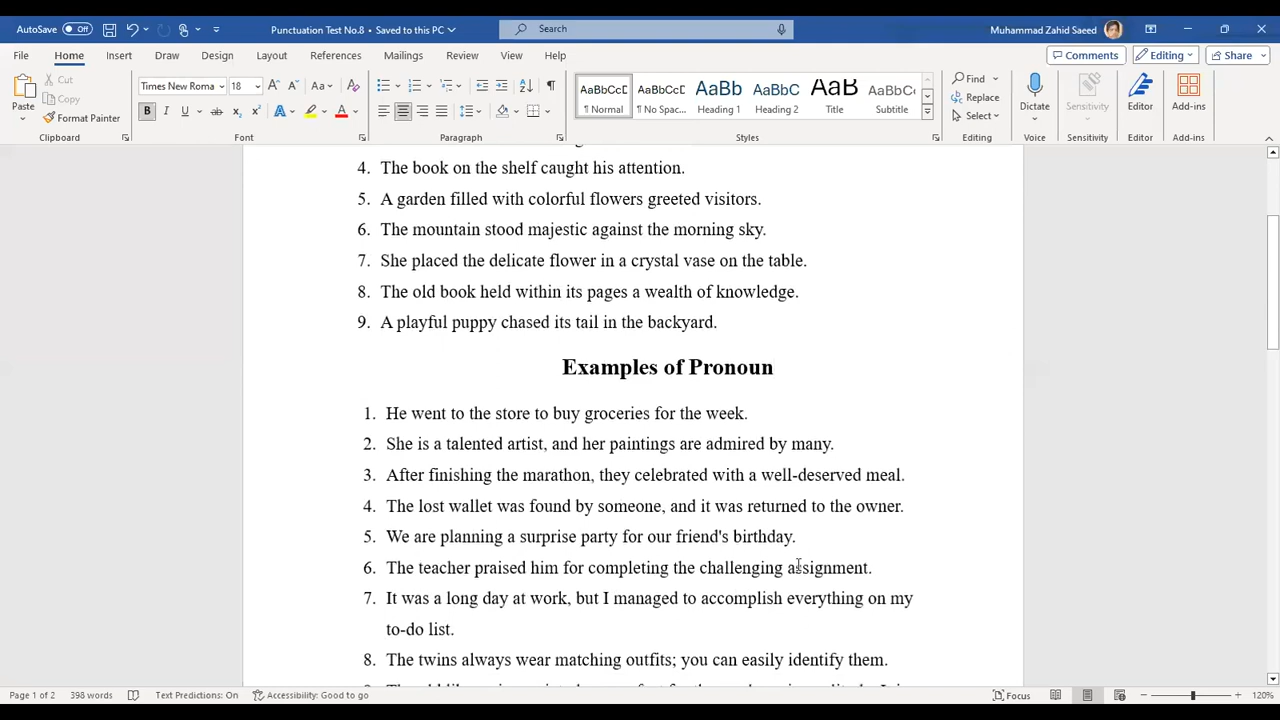 AutoSave Off Punctuation Test No.8 • Saved to this PC Search Muhammad Zahid Saeed
File Home Insert Draw Design Layout References Mailings Review View Help Comments Editing Share
Paste Cut Copy Format Painter
Times New Roma 18 Aa
AaBbCcD AaBbCcD AaBb AaBbC AaB AaBbCc
¶ Normal ¶ No Spac... Heading 1 Heading 2 Title Subtitle
Find Replace Select Dictate Sensitivity Editor Add-ins
Clipboard Font Paragraph Styles Editing Voice Sensitivity Editor Add-ins
4. The book on the shelf caught his attention.
5. A garden filled with colorful flowers greeted visitors.
6. The mountain stood majestic against the morning sky.
7. She placed the delicate flower in a crystal vase on the table.
8. The old book held within its pages a wealth of knowledge.
9. A playful puppy chased its tail in the backyard.
Examples of Pronoun
1. He went to the store to buy groceries for the week.
2. She is a talented artist, and her paintings are admired by many.
3. After finishing the marathon, they celebrated with a well-deserved meal.
4. The lost wallet was found by someone, and it was returned to the owner.
5. We are planning a surprise party for our friend's birthday.
6. The teacher praised him for completing the challenging assignment.
7. It was a long day at work, but I managed to accomplish everything on my
to-do list.
8. The twins always wear matching outfits; you can easily identify them.
Page 1 of 2 398 words Text Predictions: On Accessibility: Good to go Focus 120%